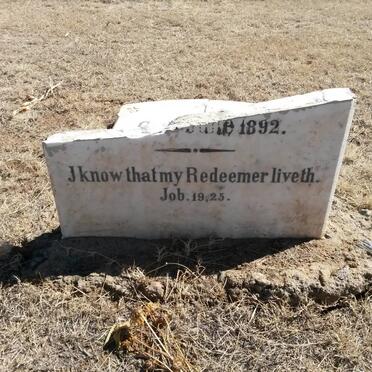 1892.
J know that my Redeemer liveth.
Job. 19,25.